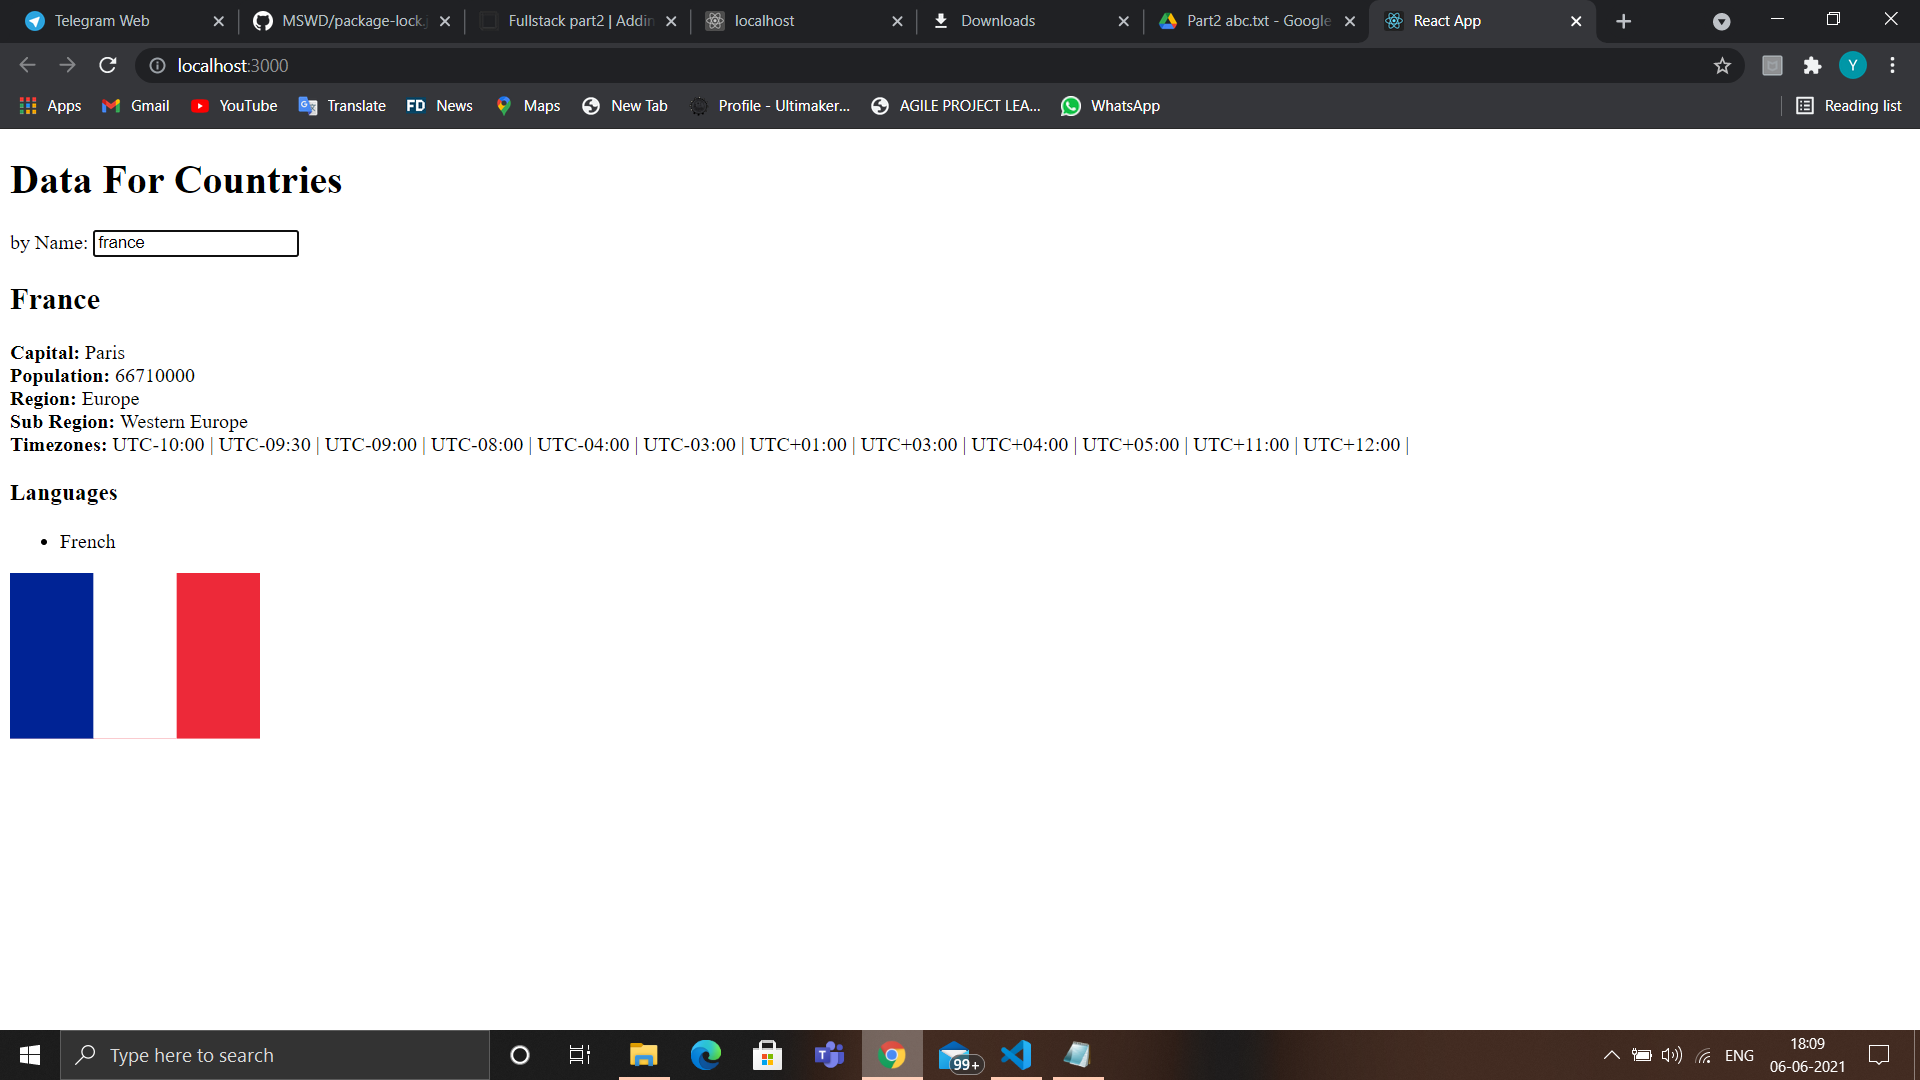 Telegram Web
MSWD/package-lock.j
Fullstack part2 | Addin
localhost
Downloads
Part2 abc.txt - Google
React App
localhost:3000
Y
Apps
Gmail
YouTube
Translate
FD News
Maps
New Tab
Profile - Ultimaker...
AGILE PROJECT LEA...
WhatsApp
Reading list
Data For Countries
by Name: france
France
Capital: Paris
Population: 66710000
Region: Europe
Sub Region: Western Europe
Timezones: UTC-10:00 | UTC-09:30 | UTC-09:00 | UTC-08:00 | UTC-04:00 | UTC-03:00 | UTC+01:00 | UTC+03:00 | UTC+04:00 | UTC+05:00 | UTC+11:00 | UTC+12:00 |
Languages
• French
Type here to search
99+
ENG
18:09
06-06-2021